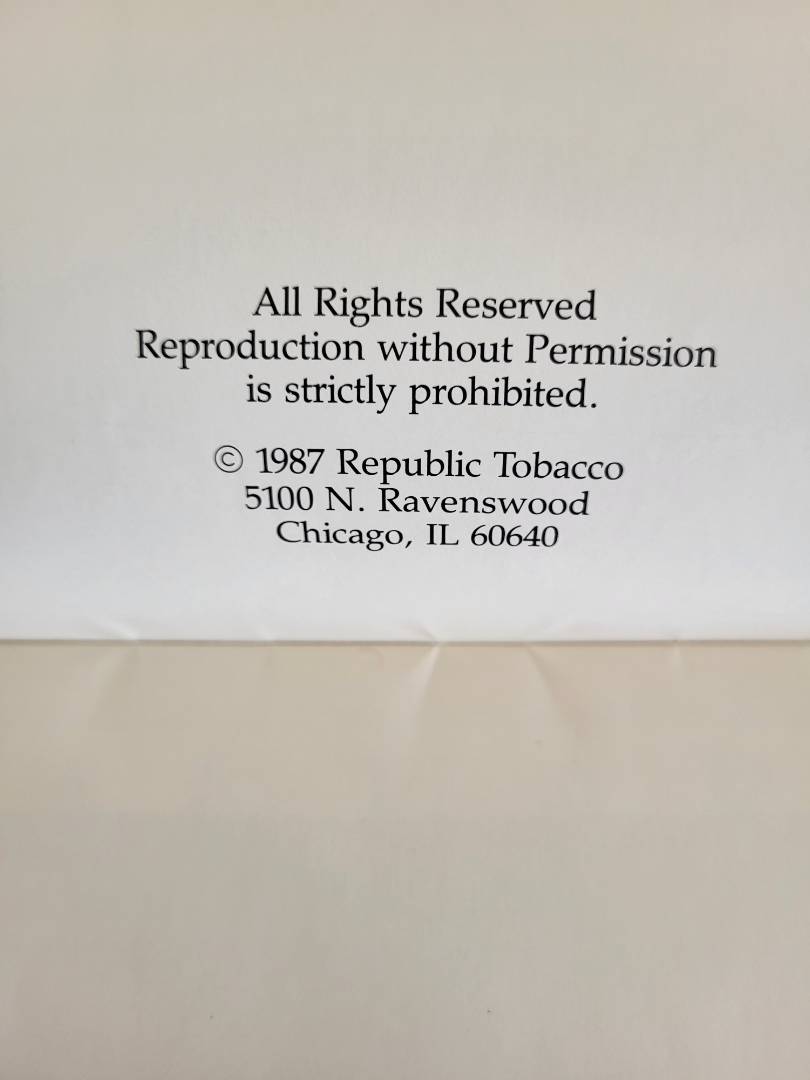 All Rights Reserved
Reproduction without Permission
is strictly prohibited.
© 1987 Republic Tobacco
5100 N. Ravenswood
Chicago, IL 60640